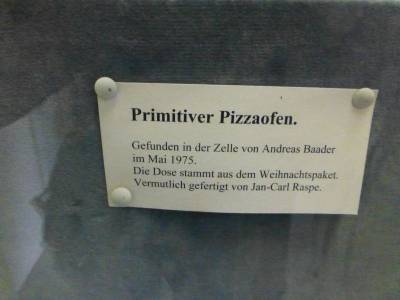 Primitiver Pizzaofen.
Gefunden in der Zelle von Andreas Baader
im Mai 1975.
Die Dose stammt aus dem Weihnachtspaket.
Vermutlich gefertigt von Jan-Carl Raspe.